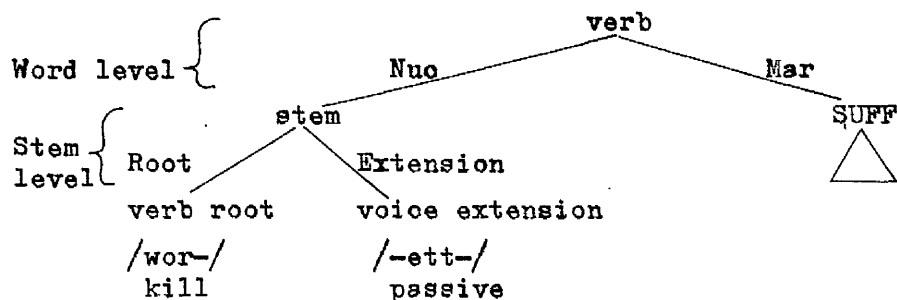 verb
Word level Nuo Mar
stem SUFF
Stem
level Root Extension
verb root voice extension
/wor-/ /-ett-/
kill passive